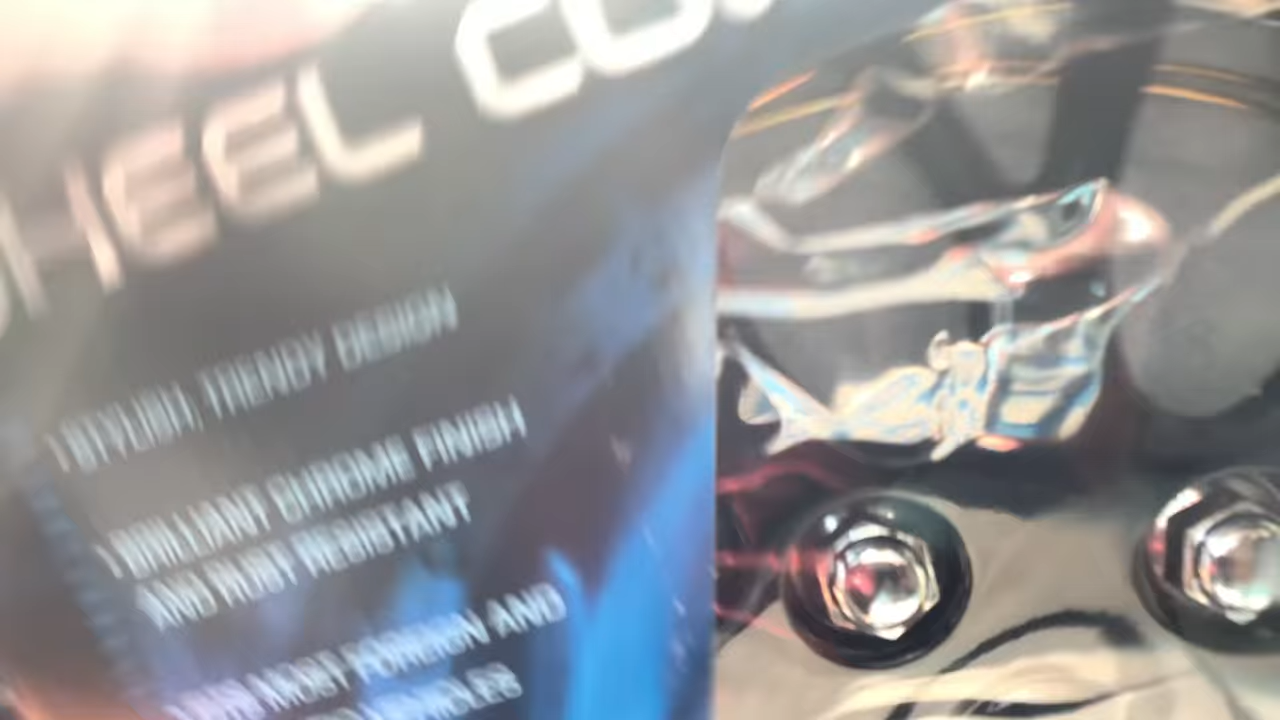 HEEL CO
STYLISH, TRENDY DESIGN
BRILLIANT CHROME FINISH
AND RUST RESISTANT
MOST FOREIGN AND